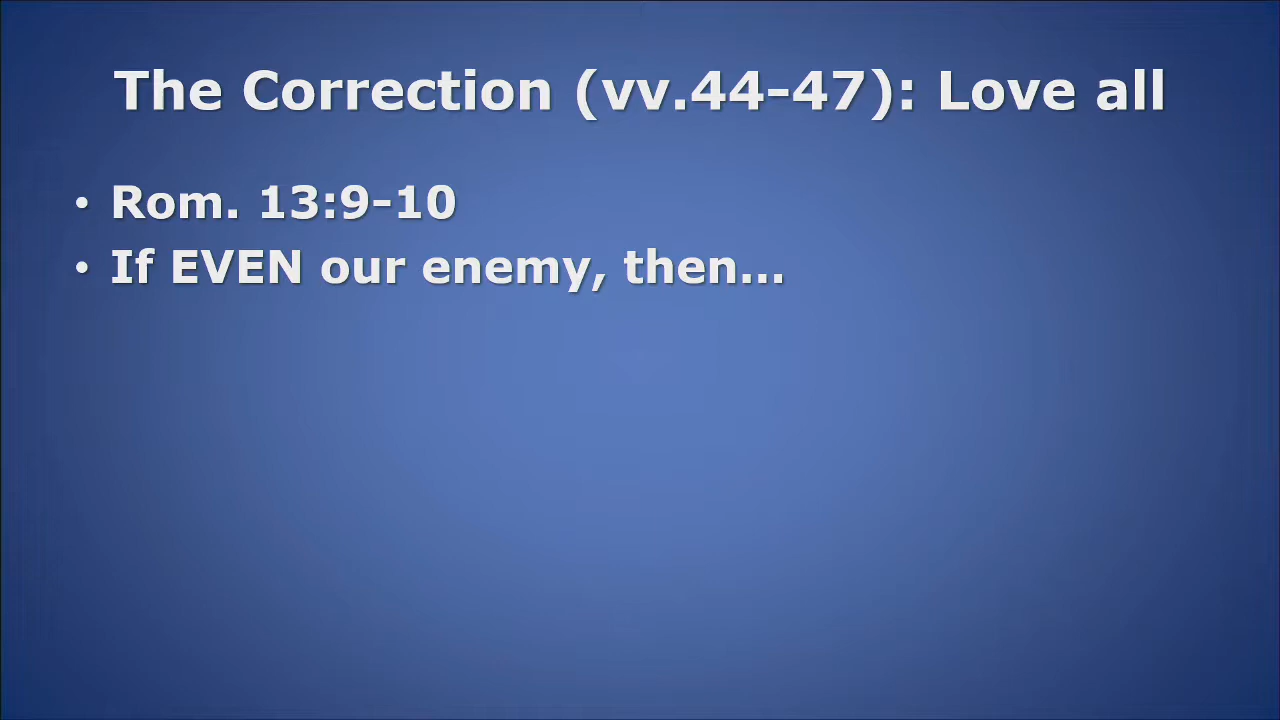 The Correction (vv.44-47): Love all
• Rom. 13:9-10
• If EVEN our enemy, then…